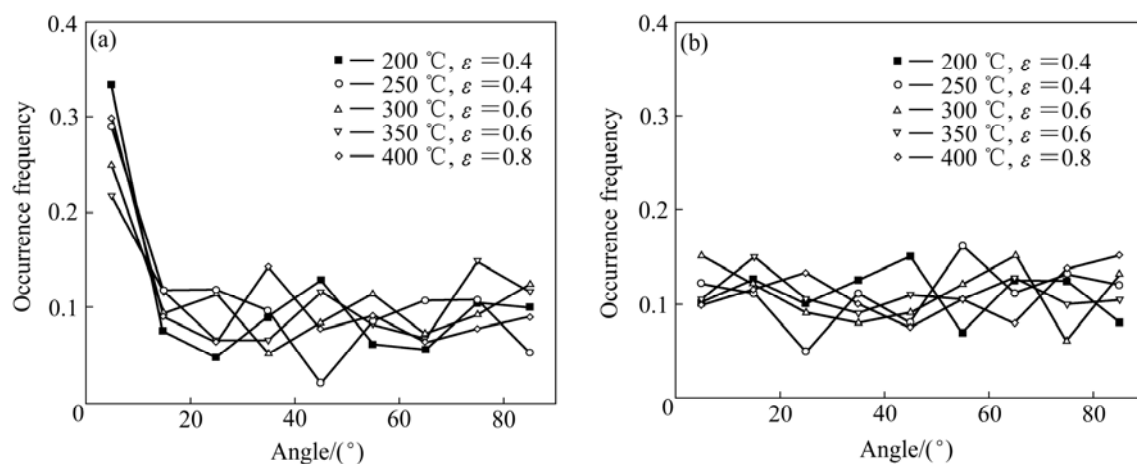 (a)
200 ℃, ε=0.4
250 ℃, ε=0.4
300 ℃, ε=0.6
350 ℃, ε=0.6
400 ℃, ε=0.8
Occurrence frequency
0.4
0.3
0.2
0.1
0
20
40
60
80
Angle/(°)
(b)
200 ℃, ε=0.4
250 ℃, ε=0.4
300 ℃, ε=0.6
350 ℃, ε=0.6
400 ℃, ε=0.8
Occurrence frequency
0.4
0.3
0.2
0.1
0
20
40
60
80
Angle/(°)